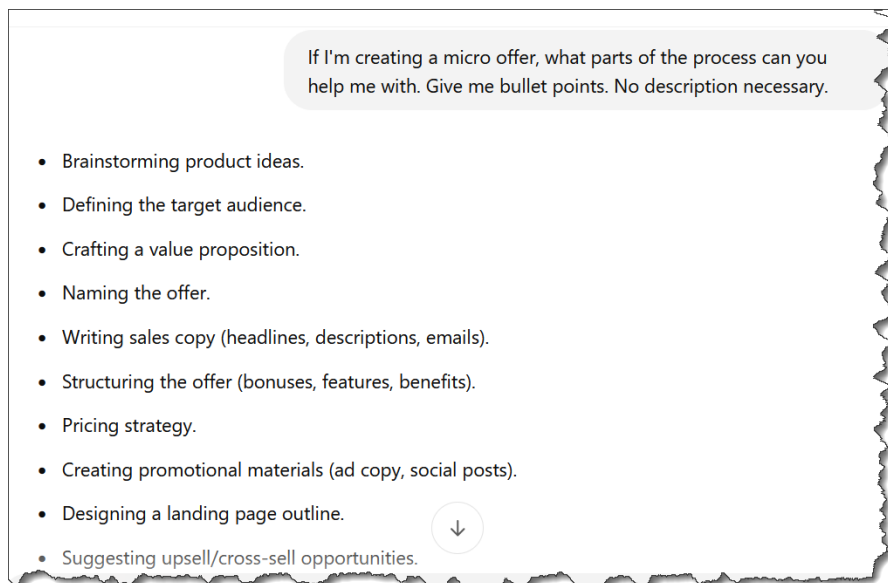 If I'm creating a micro offer, what parts of the process can you
help me with. Give me bullet points. No description necessary.
• Brainstorming product ideas.
• Defining the target audience.
• Crafting a value proposition.
• Naming the offer.
• Writing sales copy (headlines, descriptions, emails).
• Structuring the offer (bonuses, features, benefits).
• Pricing strategy.
• Creating promotional materials (ad copy, social posts).
• Designing a landing page outline.
• Suggesting upsell/cross-sell opportunities.